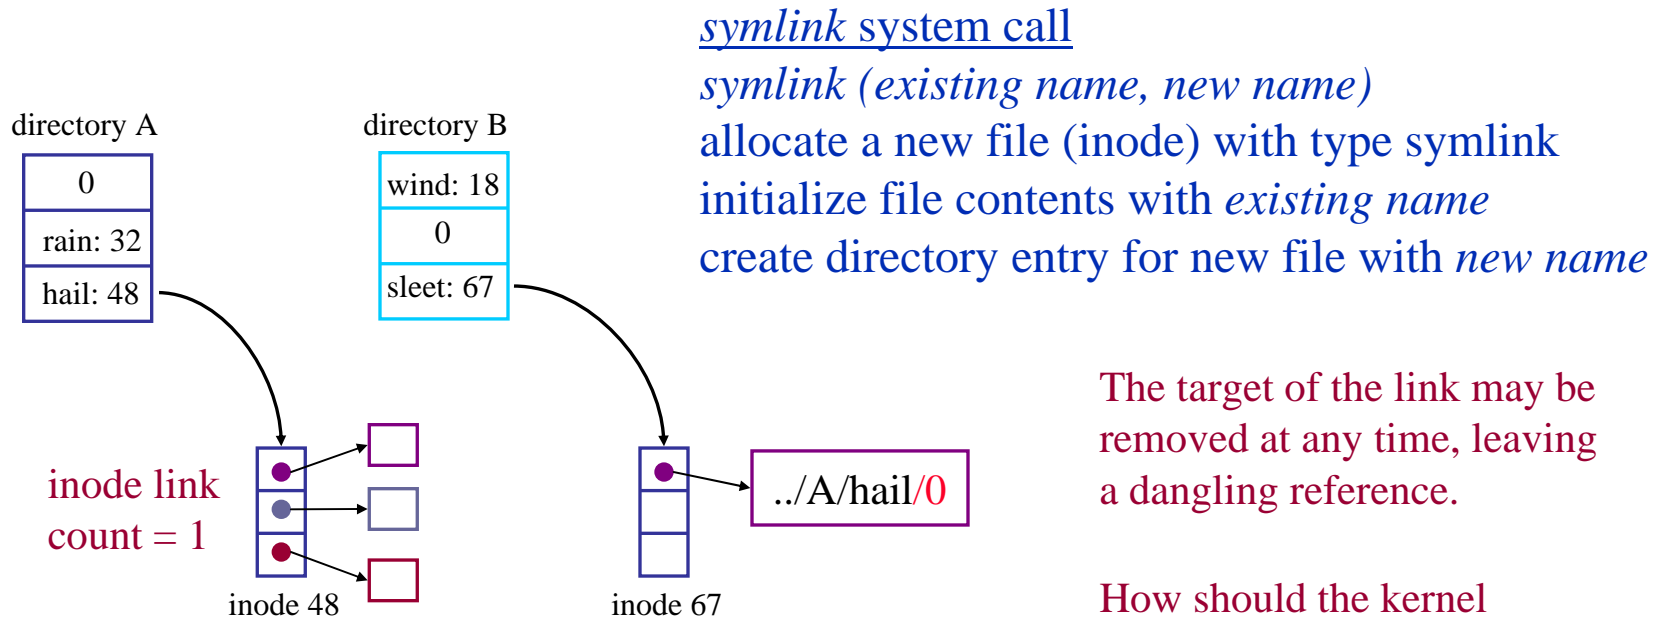 symlink system call
symlink (existing name, new name)
allocate a new file (inode) with type symlink
initialize file contents with existing name
create directory entry for new file with new name
directory A
0
rain: 32
hail: 48
directory B
wind: 18
0
sleet: 67
inode link
count = 1
inode 48
../A/hail/0
inode 67
The target of the link may be
removed at any time, leaving
a dangling reference.
How should the kernel